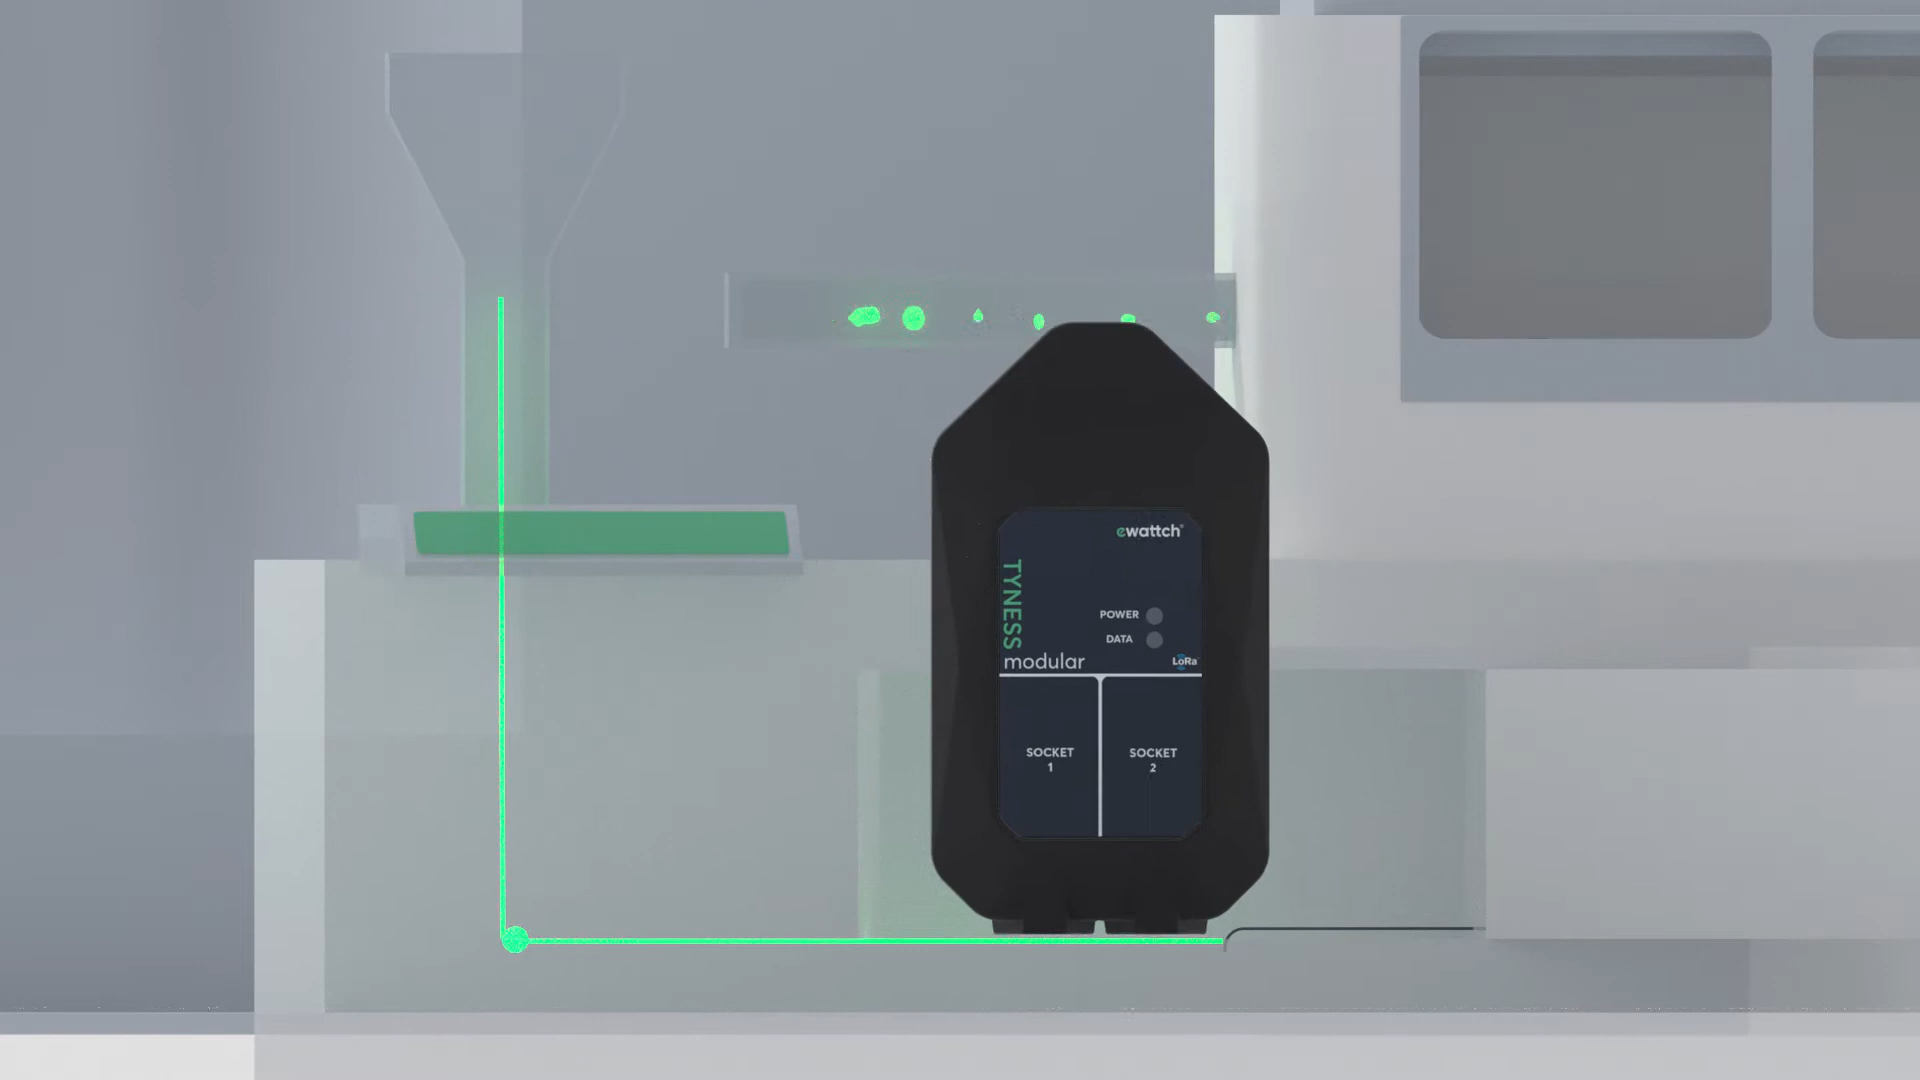 ewattch
TYNESS
POWER
DATA
modular
LoRa
SOCKET
1
SOCKET
2